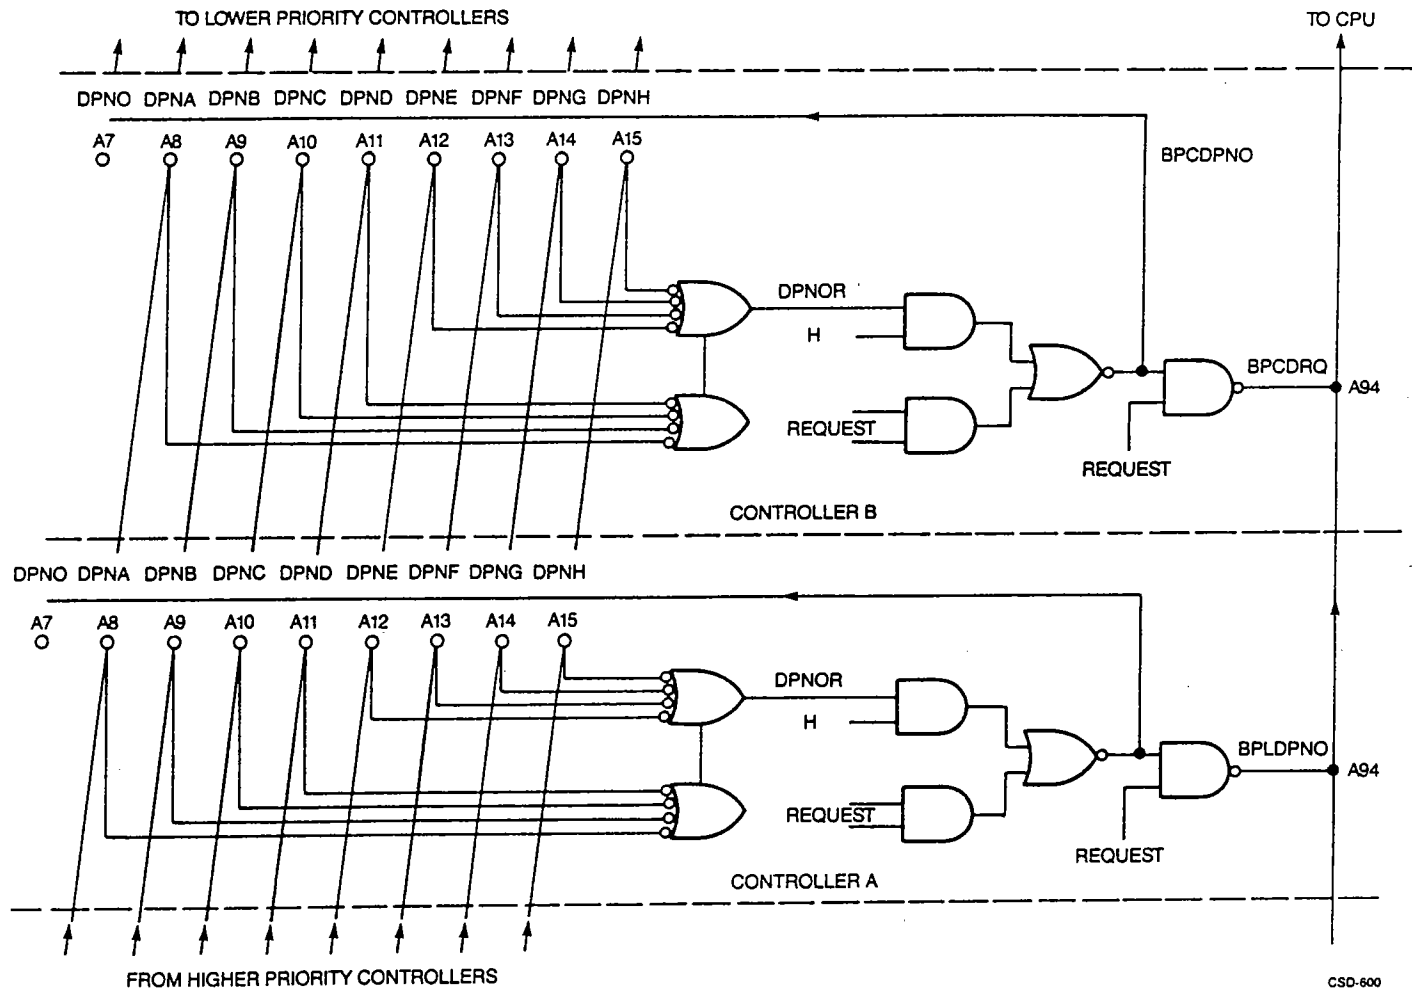 TO LOWER PRIORITY CONTROLLERS
TO CPU
DPNO DPNA DPNB DPNC DPND DPNE DPNF DPNG DPNH
A7 A8 A9 A10 A11 A12 A13 A14 A15
BPCDPNO
DPNOR
H
BPCDRQ
A94
REQUEST
REQUEST
CONTROLLER B
DPNO DPNA DPNB DPNC DPND DPNE DPNF DPNG DPNH
A7 A8 A9 A10 A11 A12 A13 A14 A15
DPNOR
H
BPLDPNO
A94
REQUEST
REQUEST
CONTROLLER A
FROM HIGHER PRIORITY CONTROLLERS
CSD-600